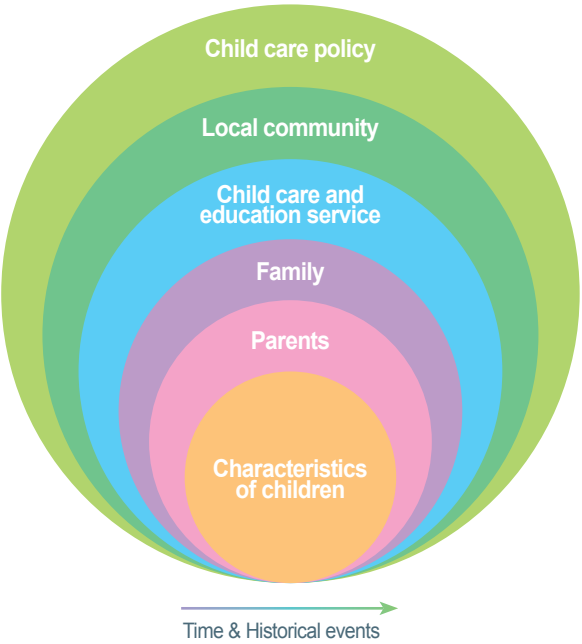 Child care policy
Local community
Child care and
education service
Family
Parents
Characteristics
of children
Time & Historical events